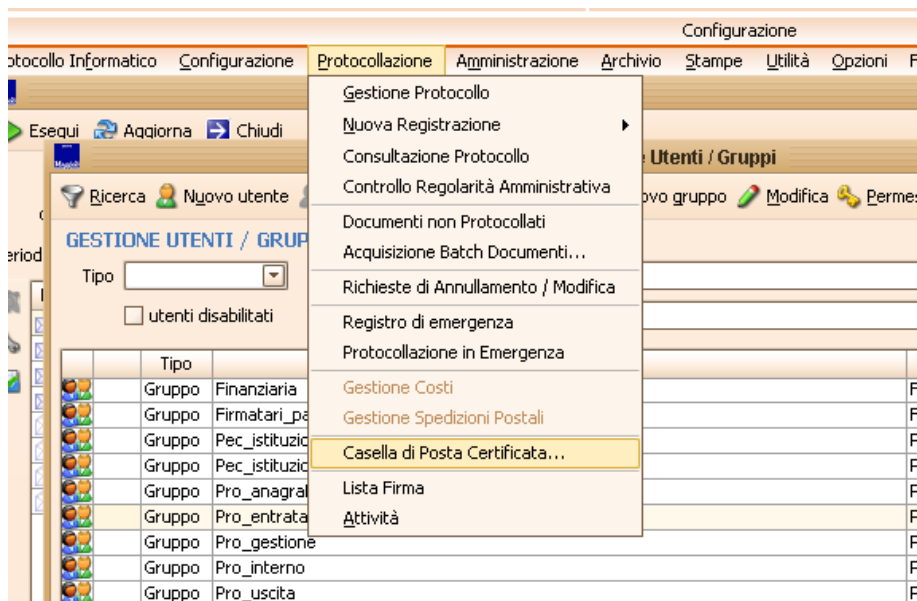 Configurazione
otocollo Informatico Configurazione Protocollazione Amministrazione Archivio Stampe Utilità Opzioni F
Gestione Protocollo
Esegui Aggiorna Chiudi
Nuova Registrazione
Consultazione Protocollo
e Utenti / Gruppi
Ricerca Nuovo utente
Controllo Regolarità Amministrativa
ovo gruppo Modifica Permes
Documenti non Protocollati
GESTIONE UTENTI / GRUP
Acquisizione Batch Documenti...
eriod
Tipo
Richieste di Annullamento / Modifica
utenti disabilitati
Registro di emergenza
Protocollazione in Emergenza
Tipo
Gestione Costi
Gruppo Finanziaria F
Gestione Spedizioni Postali
Gruppo Firmatari_pa F
Gruppo Pec_istituzio F
Casella di Posta Certificata...
Gruppo Pec_istituzio F
Lista Firma
Gruppo Pro_anagraf F
Attività
Gruppo Pro_entrata F
Gruppo Pro_gestione F
Gruppo Pro_interno F
Gruppo Pro_uscita F